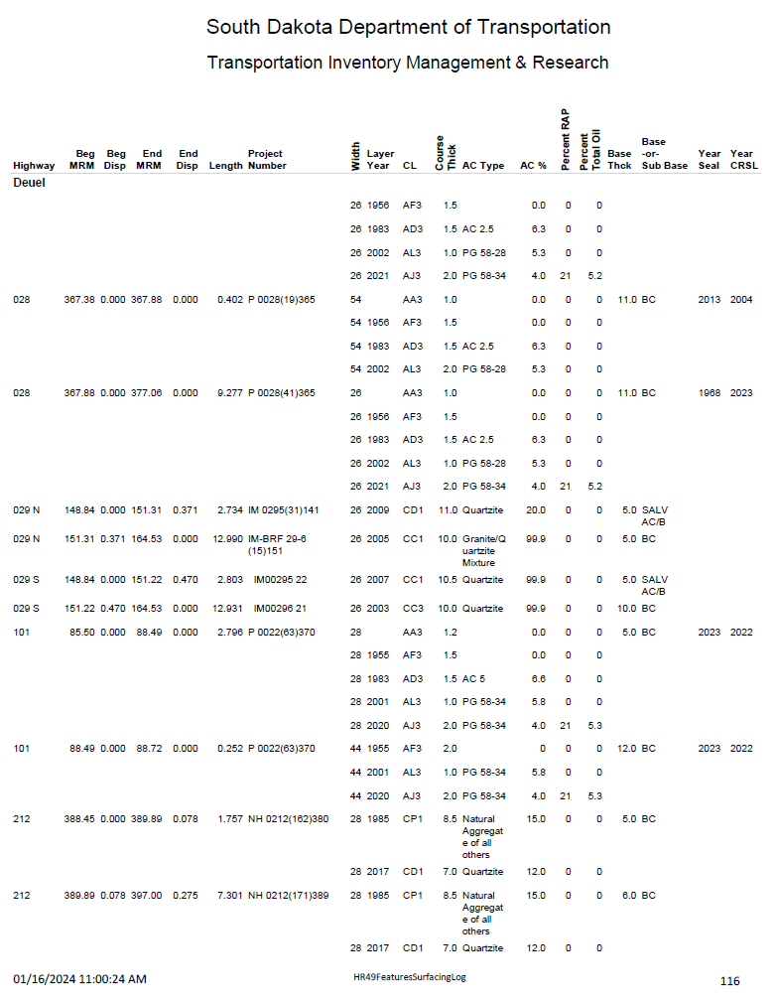 South Dakota Department of Transportation
Transportation Inventory Management & Research
Highway Beg MRM Beg Disp End MRM End Disp Length Project Number Width Layer Year CL Course Thick AC Type AC % Percent RAP Percent Total Oil Base Thck Base -or- Sub Base Year Seal Year CRSL
Deuel
26 1956 AF3 1.5 0.0 0 0
26 1983 AD3 1.5 AC 2.5 6.3 0 0
26 2002 AL3 1.0 PG 58-28 5.3 0 0
26 2021 AJ3 2.0 PG 58-34 4.0 21 5.2
028 367.38 0.000 367.88 0.000 0.402 P 0028(19)365 54 AA3 1.0 0.0 0 0 11.0 BC 2013 2004
54 1956 AF3 1.5 0.0 0 0
54 1983 AD3 1.5 AC 2.5 6.3 0 0
54 2002 AL3 2.0 PG 58-28 5.3 0 0
028 367.88 0.000 377.06 0.000 9.277 P 0028(41)365 26 AA3 1.0 0.0 0 0 11.0 BC 1968 2023
26 1956 AF3 1.5 0.0 0 0
26 1983 AD3 1.5 AC 2.5 6.3 0 0
26 2002 AL3 1.0 PG 58-28 5.3 0 0
26 2021 AJ3 2.0 PG 58-34 4.0 21 5.2
029 N 148.84 0.000 151.31 0.371 2.734 IM 0295(31)141 26 2009 CD1 11.0 Quartzite 20.0 0 0 5.0 SALV
AC/B
029 N 151.31 0.371 164.53 0.000 12.990 IM-BRF 29-6 26 2005 CC1 10.0 Granite/Q 99.9 0 0 5.0 BC
(15)151 uartzite
Mixture
029 S 148.84 0.000 151.22 0.470 2.803 IM00295 22 26 2007 CC1 10.5 Quartzite 99.9 0 0 5.0 SALV
AC/B
029 S 151.22 0.470 164.53 0.000 12.931 IM00296 21 26 2003 CC3 10.0 Quartzite 99.9 0 0 10.0 BC
101 85.50 0.000 88.49 0.000 2.796 P 0022(63)370 28 AA3 1.2 0.0 0 0 5.0 BC 2023 2022
28 1955 AF3 1.5 0.0 0 0
28 1983 AD3 1.5 AC 5 6.6 0 0
28 2001 AL3 1.0 PG 58-34 5.8 0 0
28 2020 AJ3 2.0 PG 58-34 4.0 21 5.3
101 88.49 0.000 88.72 0.000 0.252 P 0022(63)370 44 1955 AF3 2.0 0 0 0 12.0 BC 2023 2022
44 2001 AL3 1.0 PG 58-34 5.8 0 0
44 2020 AJ3 2.0 PG 58-34 4.0 21 5.3
212 388.45 0.000 389.89 0.078 1.757 NH 0212(162)380 28 1985 CP1 8.5 Natural 15.0 0 0 5.0 BC
Aggregat
e of all
others
28 2017 CD1 7.0 Quartzite 12.0 0 0
212 389.89 0.078 397.00 0.275 7.301 NH 0212(171)389 28 1985 CP1 8.5 Natural 15.0 0 0 6.0 BC
Aggregat
e of all
others
28 2017 CD1 7.0 Quartzite 12.0 0 0
01/16/2024 11:00:24 AM HR49FeaturesSurfacingLog 116